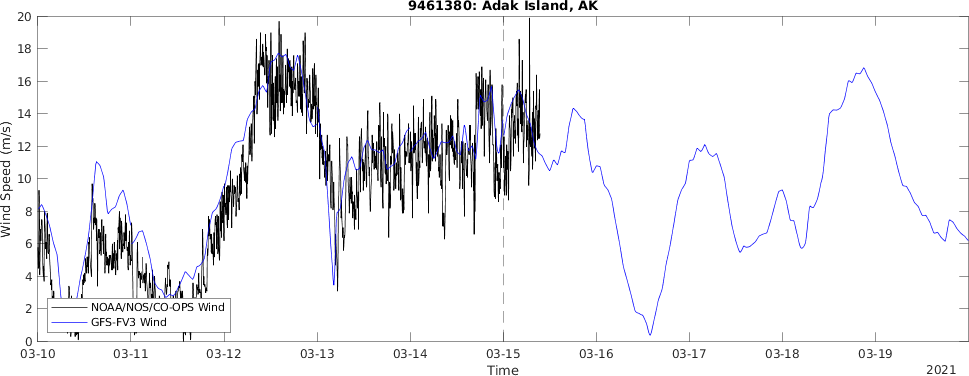 9461380: Adak Island, AK
20
18
16
14
12
10
8
6
4
2
0
Wind Speed (m/s)
NOAA/NOS/CO-OPS Wind
GFS-FV3 Wind
03-10 03-11 03-12 03-13 03-14 03-15 03-16 03-17 03-18 03-19
Time
2021